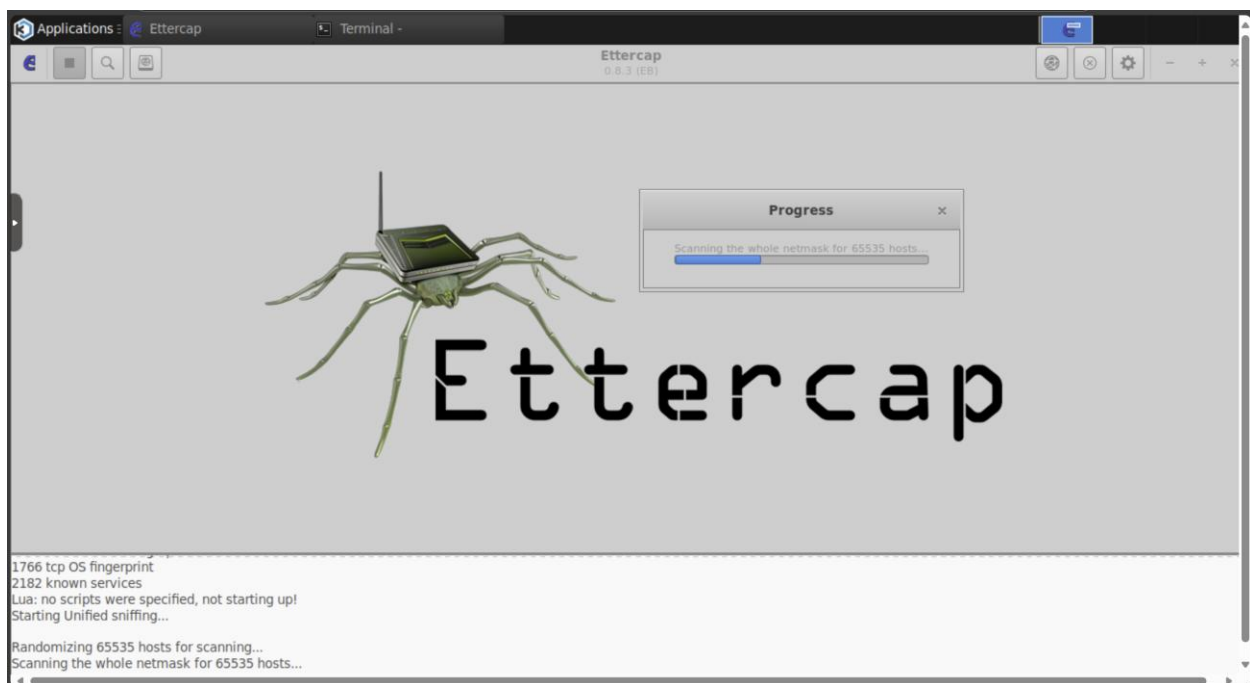 Applications
Ettercap
Terminal -
Ettercap
0.8.3 (EB)
Progress
Scanning the whole netmask for 65535 hosts...
Ettercap
1766 tcp OS fingerprint
2182 known services
Lua: no scripts were specified, not starting up!
Starting Unified sniffing...
Randomizing 65535 hosts for scanning...
Scanning the whole netmask for 65535 hosts...